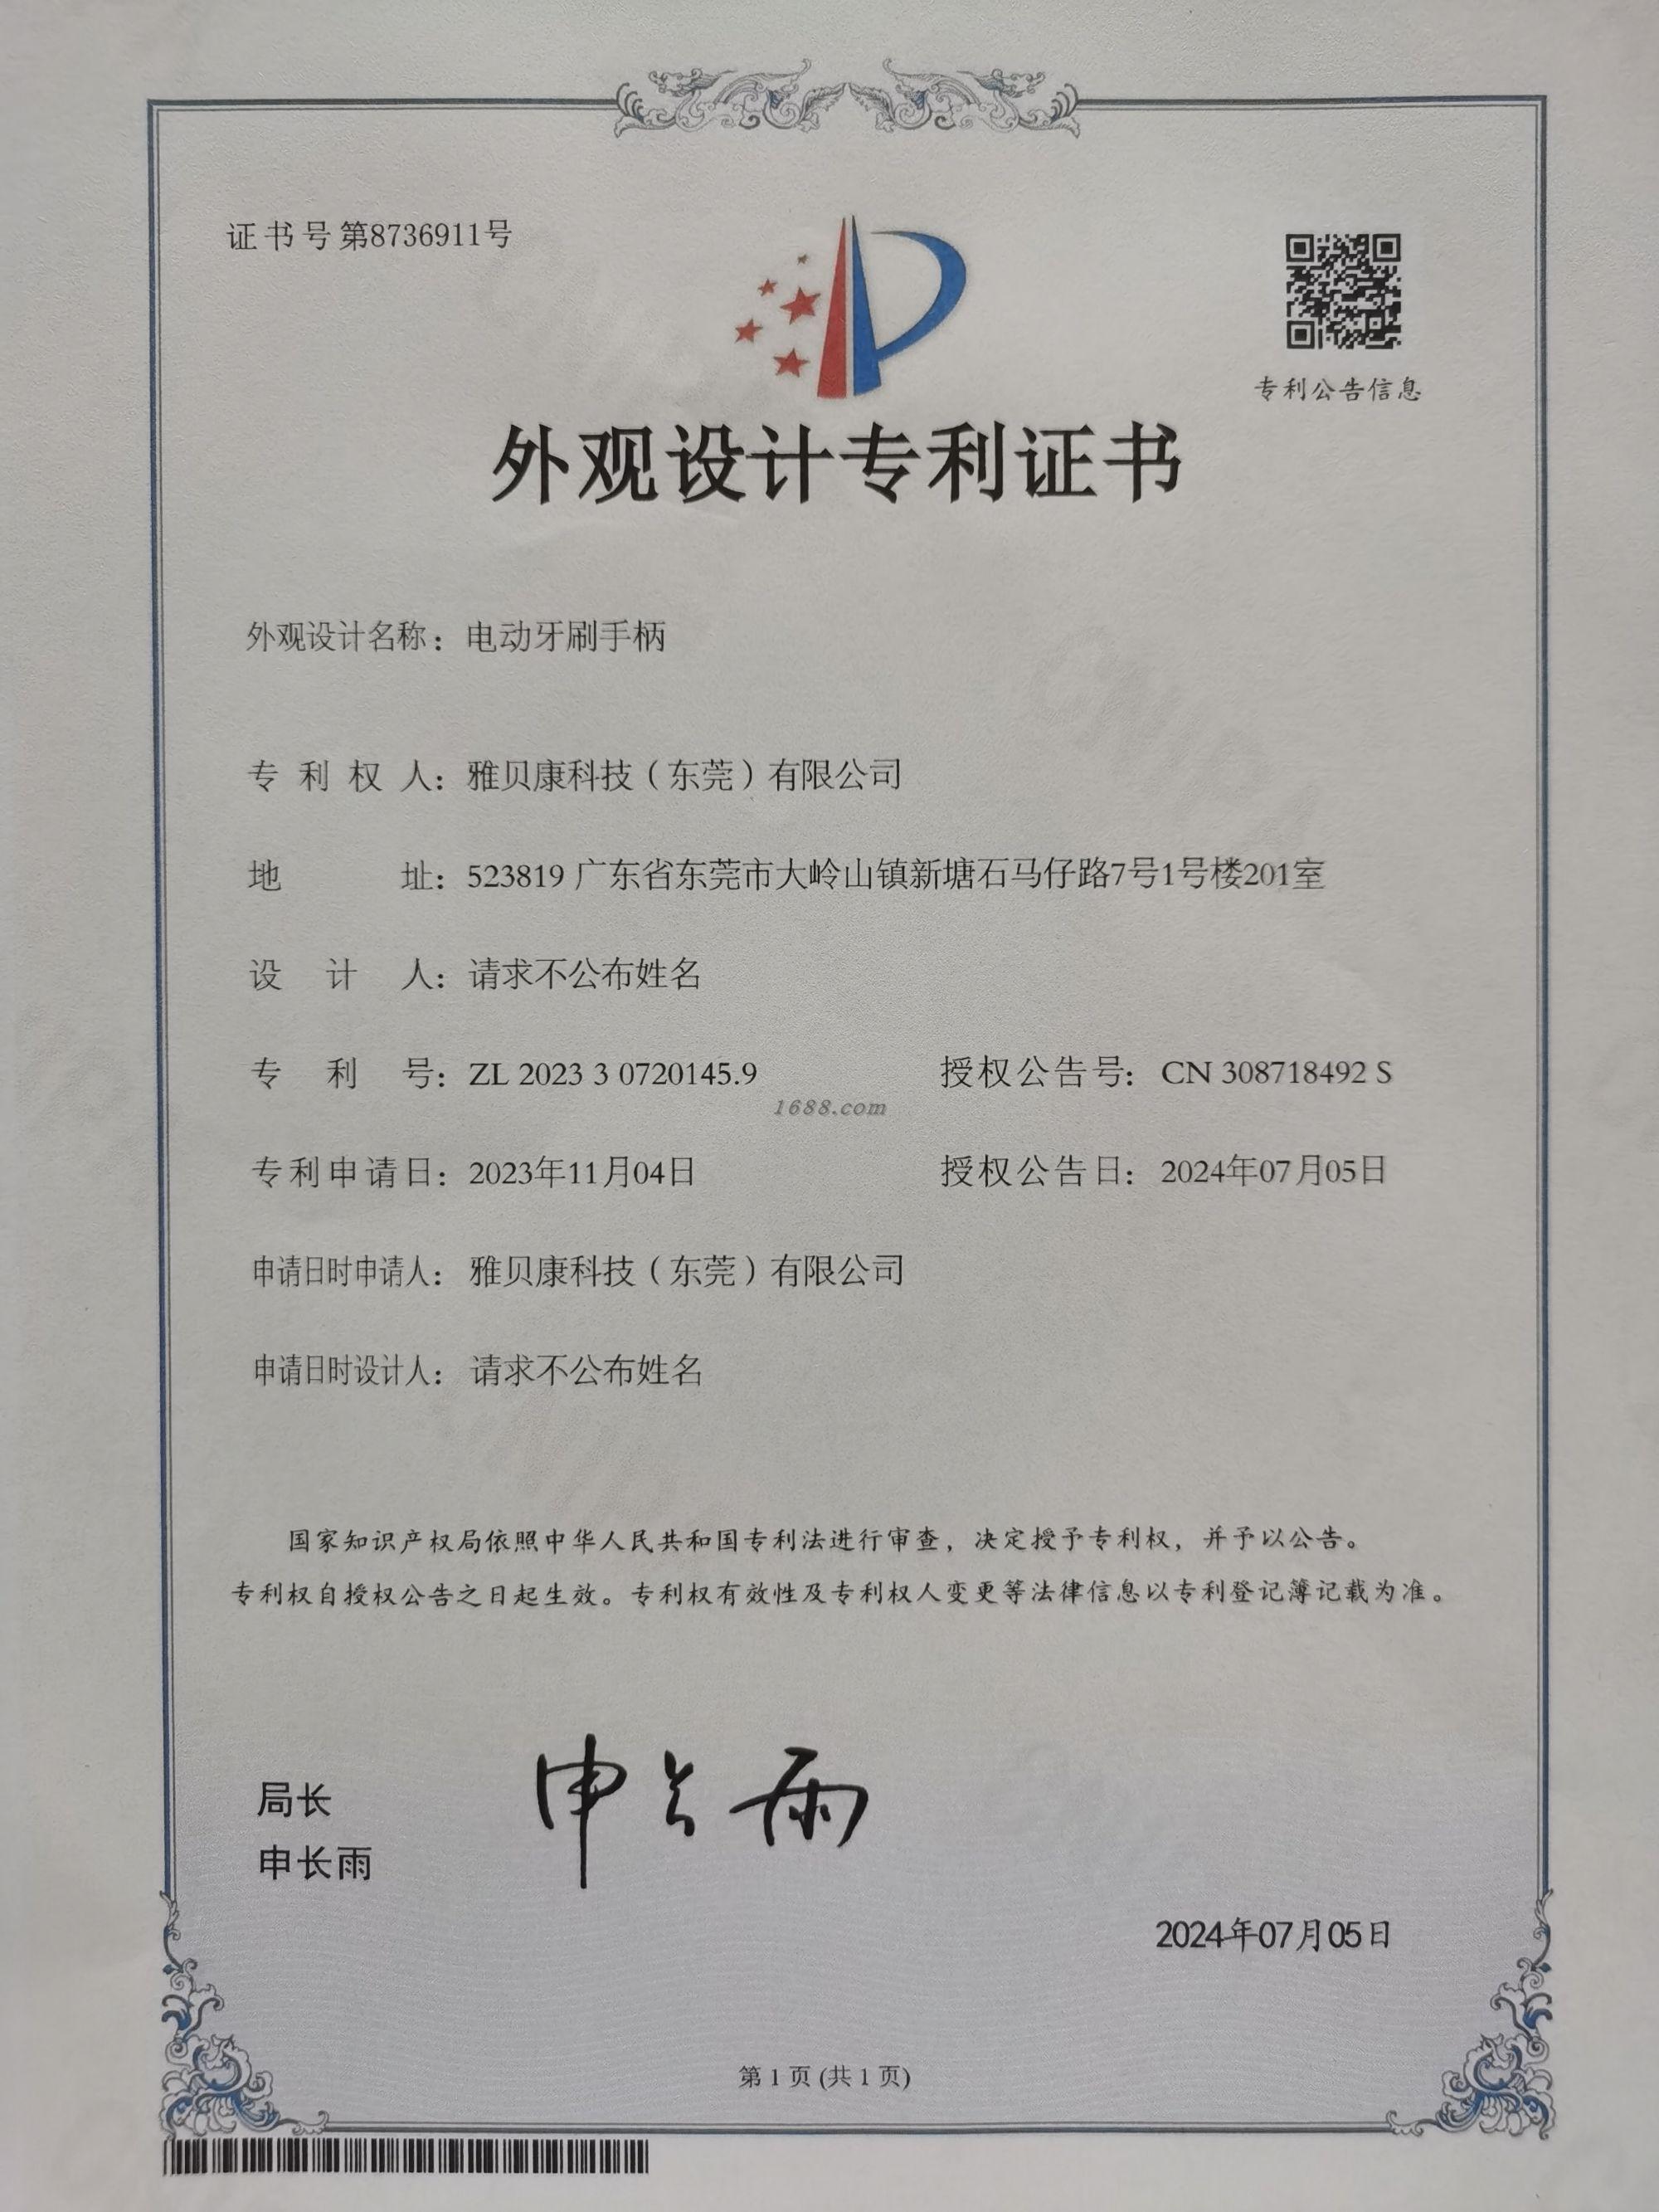 证书号第8736911号
专利公告信息
外观设计专利证书
外观设计名称：电动牙刷手柄
专利权人：雅贝康科技（东莞）有限公司
地址：523819 广东省东莞市大岭山镇新塘石马仔路7号1号楼201室
设计人：请求不公布姓名
专利号：ZL 2023 3 0720145.9 授权公告号：CN 308718492 S
1688.com
专利申请日：2023年11月04日 授权公告日：2024年07月05日
申请日时申请人：雅贝康科技（东莞）有限公司
申请日时设计人：请求不公布姓名
国家知识产权局依照中华人民共和国专利法进行审查，决定授予专利权，并予以公告。
专利权自授权公告之日起生效。专利权有效性及专利权人变更等法律信息以专利登记簿记载为准。
局长
申长雨
申长雨
2024年07月05日
第 1 页 (共 1 页)